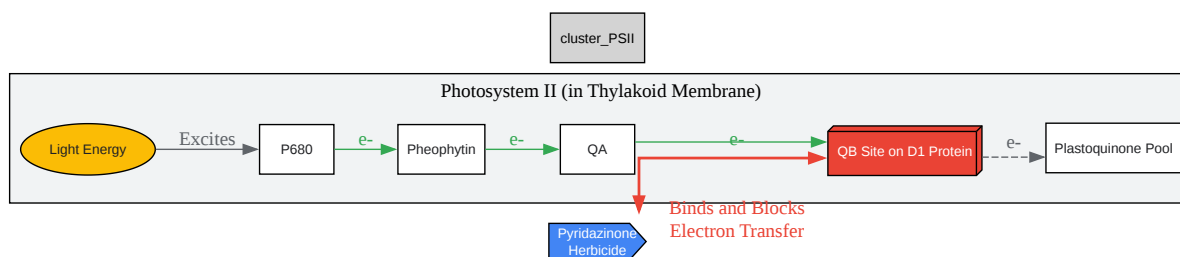 cluster_PSII
Photosystem II (in Thylakoid Membrane)
Light Energy
Excites
P680
e-
Pheophytin
e-
QA
e-
QB Site on D1 Protein
e-
Plastoquinone Pool
Binds and Blocks
Electron Transfer
Pyridazinone
Herbicide